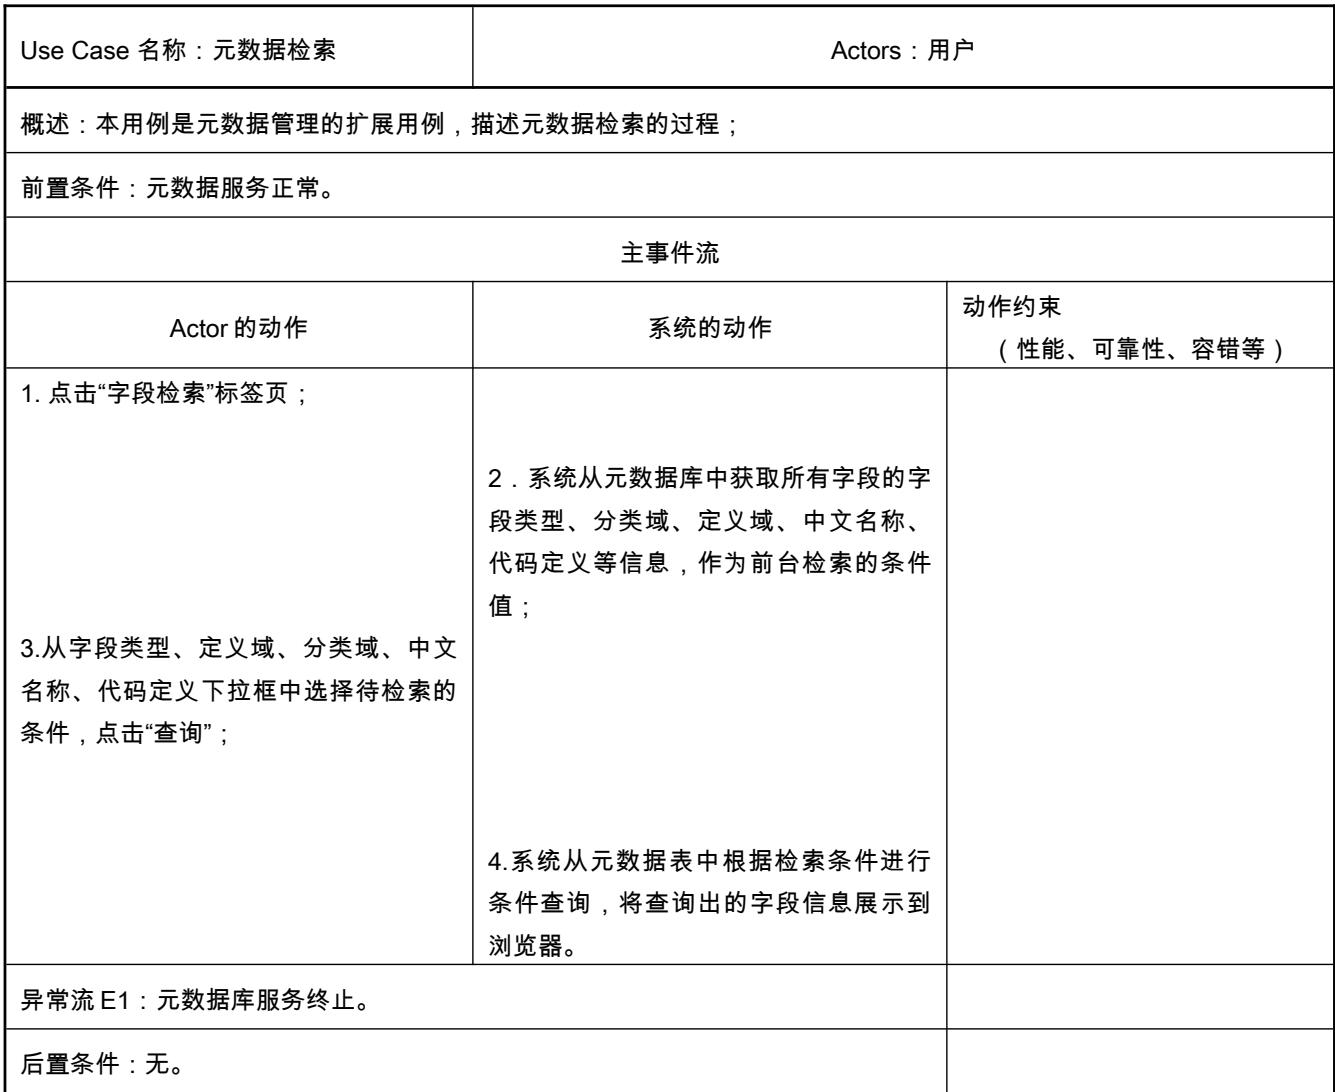 Use Case 名称：元数据检索
Actors：用户
概述：本用例是元数据管理的扩展用例，描述元数据检索的过程；
前置条件：元数据服务正常。
主事件流
Actor 的动作
系统的动作
动作约束
（性能、可靠性、容错等）
1. 点击“字段检索”标签页；
2．系统从元数据库中获取所有字段的字
段类型、分类域、定义域、中文名称、
代码定义等信息，作为前台检索的条件
值；
3.从字段类型、定义域、分类域、中文
名称、代码定义下拉框中选择待检索的
条件，点击“查询”；
4.系统从元数据表中根据检索条件进行
条件查询，将查询出的字段信息展示到
浏览器。
异常流 E1：元数据库服务终止。
后置条件：无。